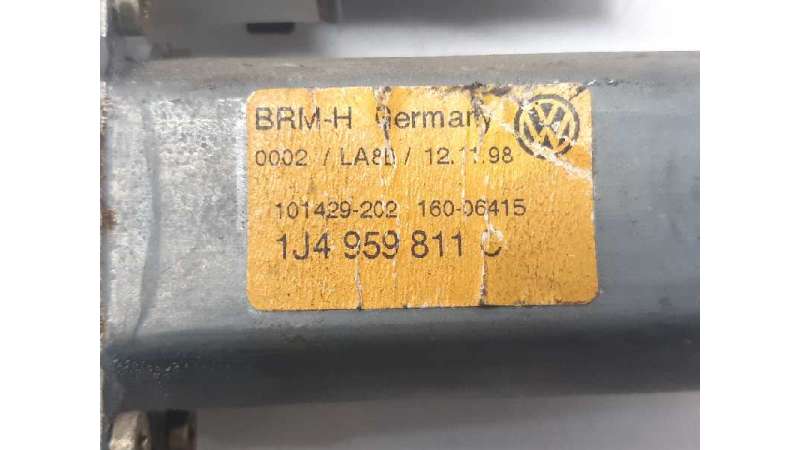 BRM-H Germany
0002 / LA8B / 12.11.98
101429-202 160-06415
1J4 959 811 C